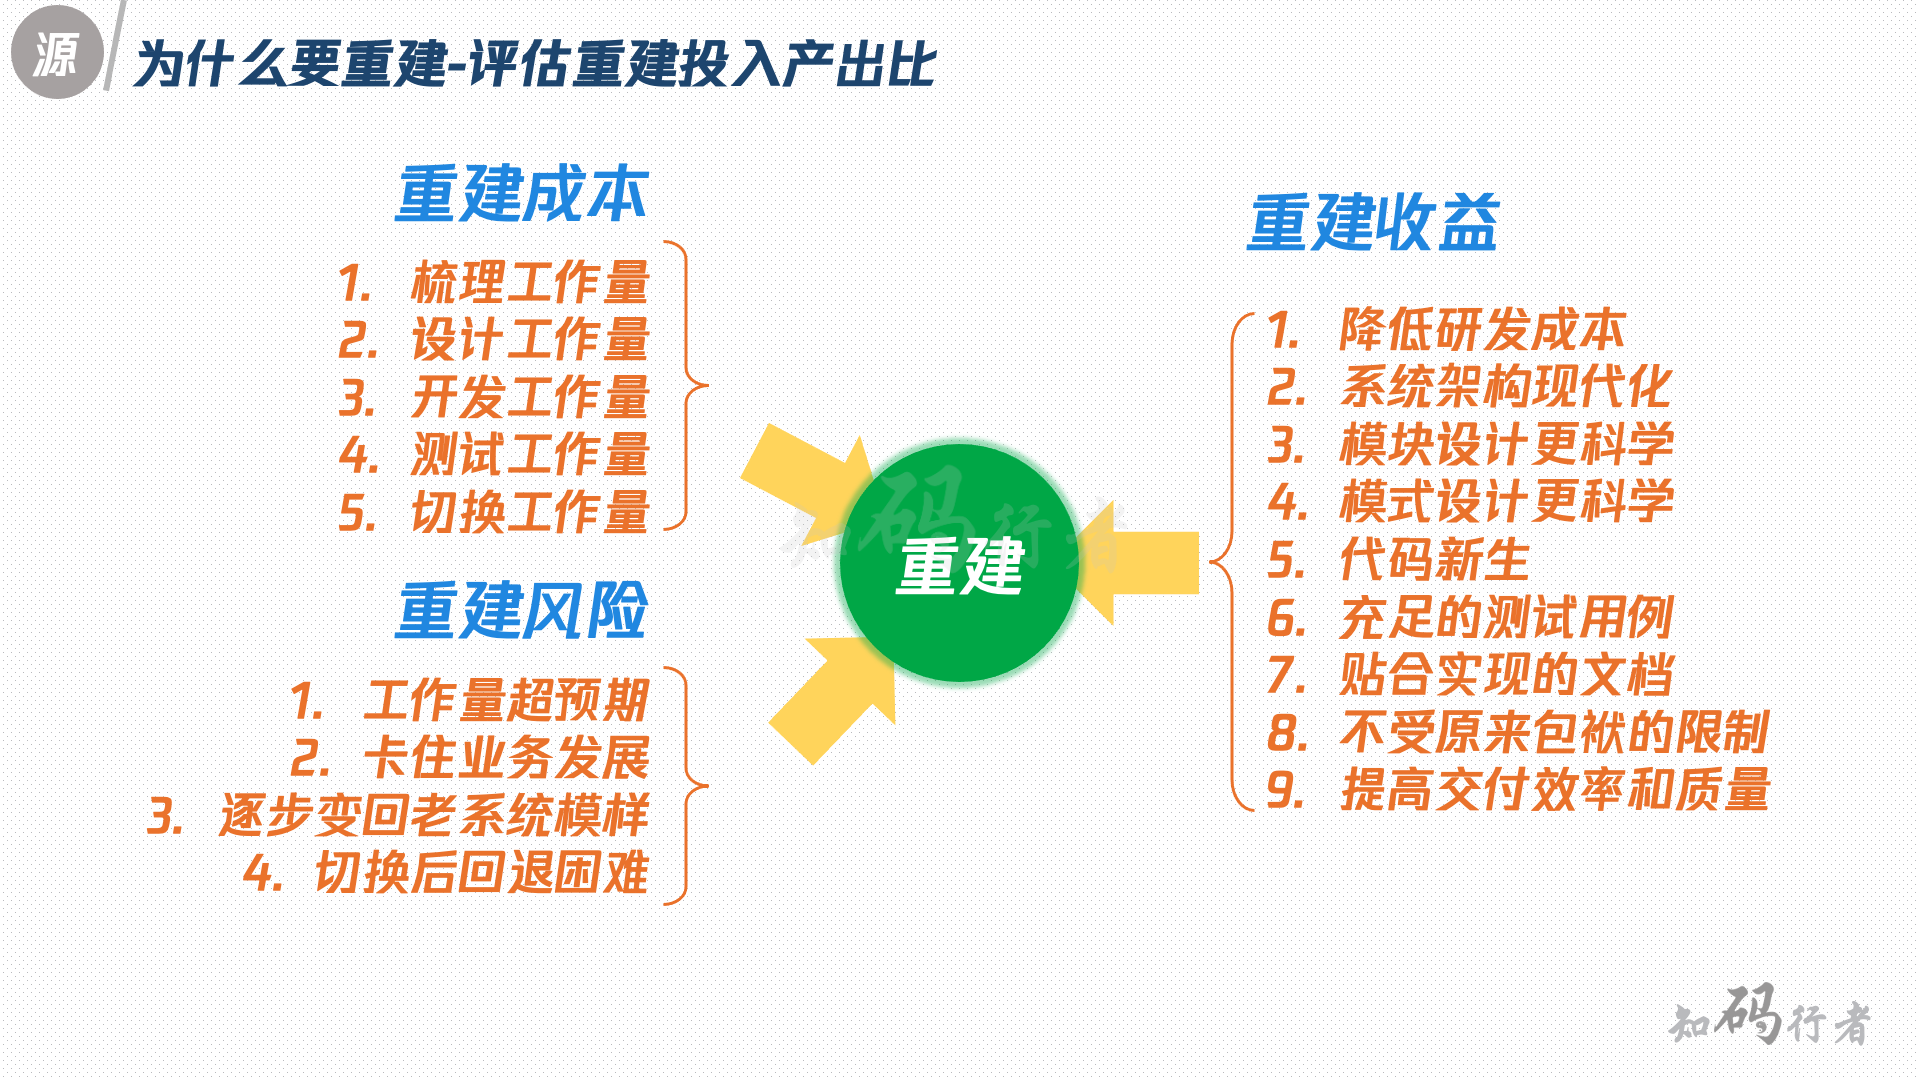 源
为什么要重建-评估重建投入产出比
重建成本
1. 梳理工作量
2. 设计工作量
3. 开发工作量
4. 测试工作量
5. 切换工作量
重建风险
1. 工作量超预期
2. 卡住业务发展
3. 逐步变回老系统模样
4. 切换后回退困难
知码行者
重建
重建收益
1. 降低研发成本
2. 系统架构现代化
3. 模块设计更科学
4. 模式设计更科学
5. 代码新生
6. 充足的测试用例
7. 贴合实现的文档
8. 不受原来包袱的限制
9. 提高交付效率和质量
知码行者